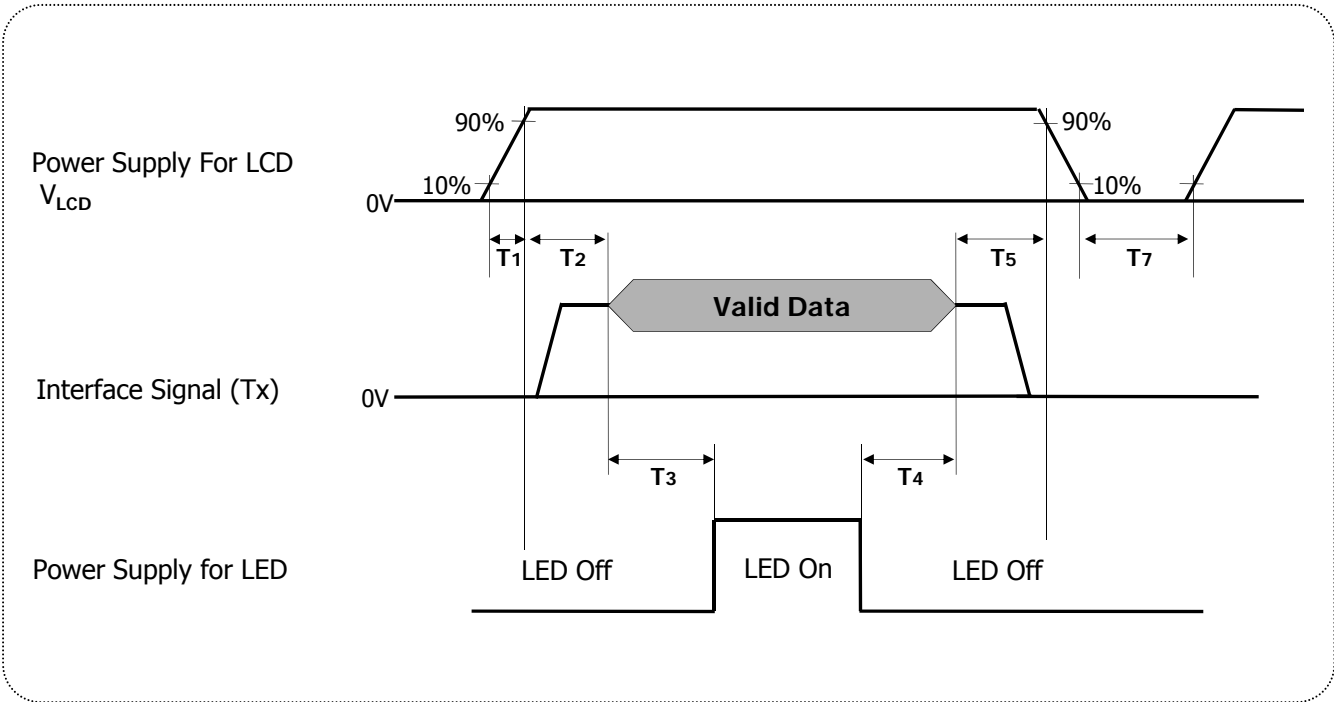 90%
90%
Power Supply For LCD
10%
10%
VLCD
0V
T1
T2
T5
T7
Valid Data
Interface Signal (Tx)
0V
T3
T4
Power Supply for LED
LED Off
LED On
LED Off